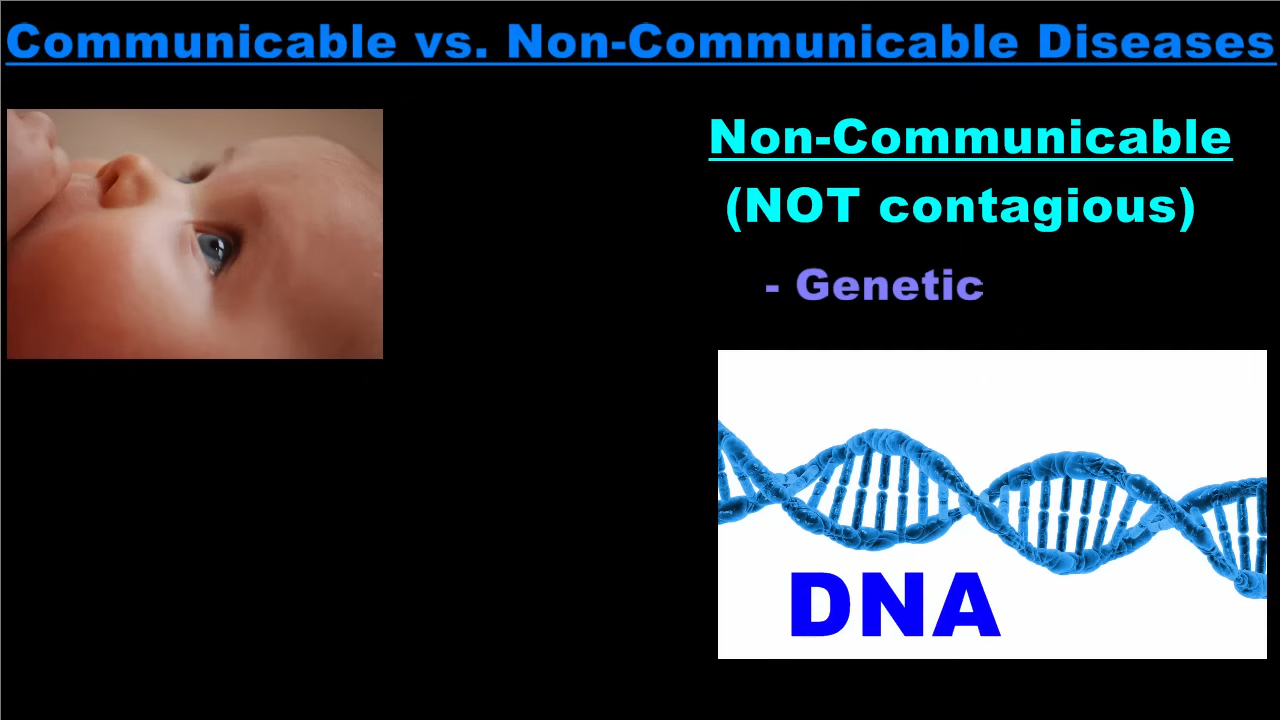 Communicable vs. Non-Communicable Diseases
Non-Communicable
(NOT contagious)
- Genetic
DNA